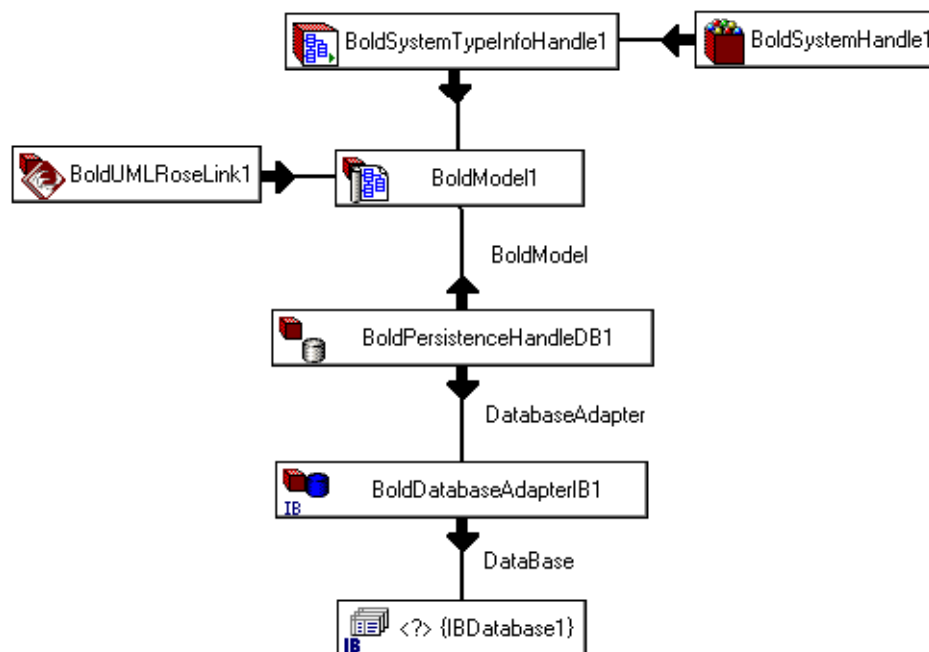 BoldSystemTypeInfoHandle1
BoldSystemHandle1
BoldUMLRoseLink1
BoldModel1
BoldModel
BoldPersistenceHandleDB1
DatabaseAdapter
BoldDatabaseAdapterIB1
IB
DataBase
<?> {IBDatabase1}
IB